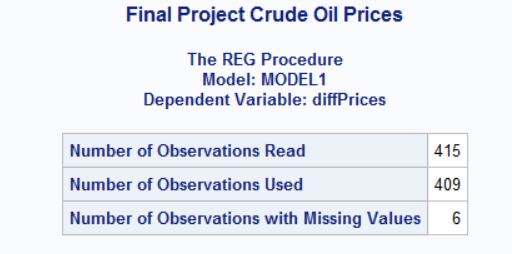 Final Project Crude Oil Prices
The REG Procedure
Model: MODEL1
Dependent Variable: diffPrices
Number of Observations Read 415
Number of Observations Used 409
Number of Observations with Missing Values 6